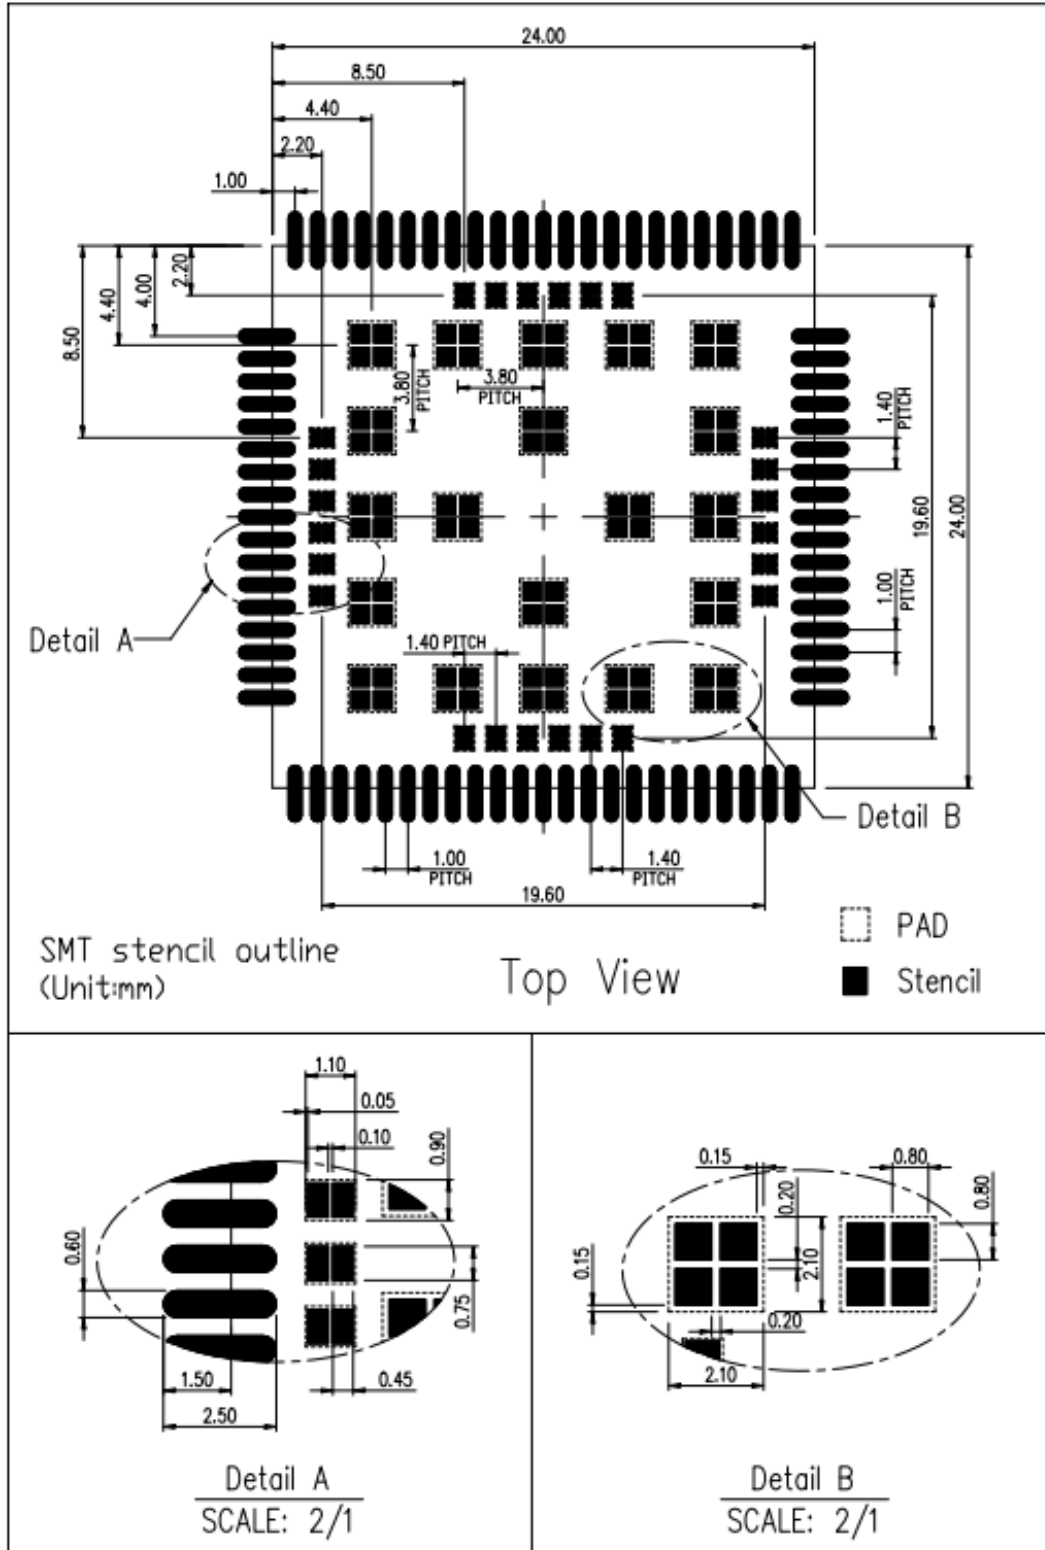 24.00
8.50
4.40
2.20
1.00
2.20
4.00
4.40
8.50
3.80
PITCH
3.80
PITCH
1.40
PITCH
19.60
24.00
1.00
PITCH
Detail A
1.40 PITCH
Detail B
1.00
PITCH
1.40
PITCH
19.60
SMT stencil outline
(Unit:mm)
Top View
PAD
Stencil
1.10
0.05
0.10
0.90
0.60
0.75
1.50
0.45
2.50
Detail A
SCALE: 2/1
0.15
0.80
0.20
0.80
2.10
0.15
0.20
2.10
Detail B
SCALE: 2/1